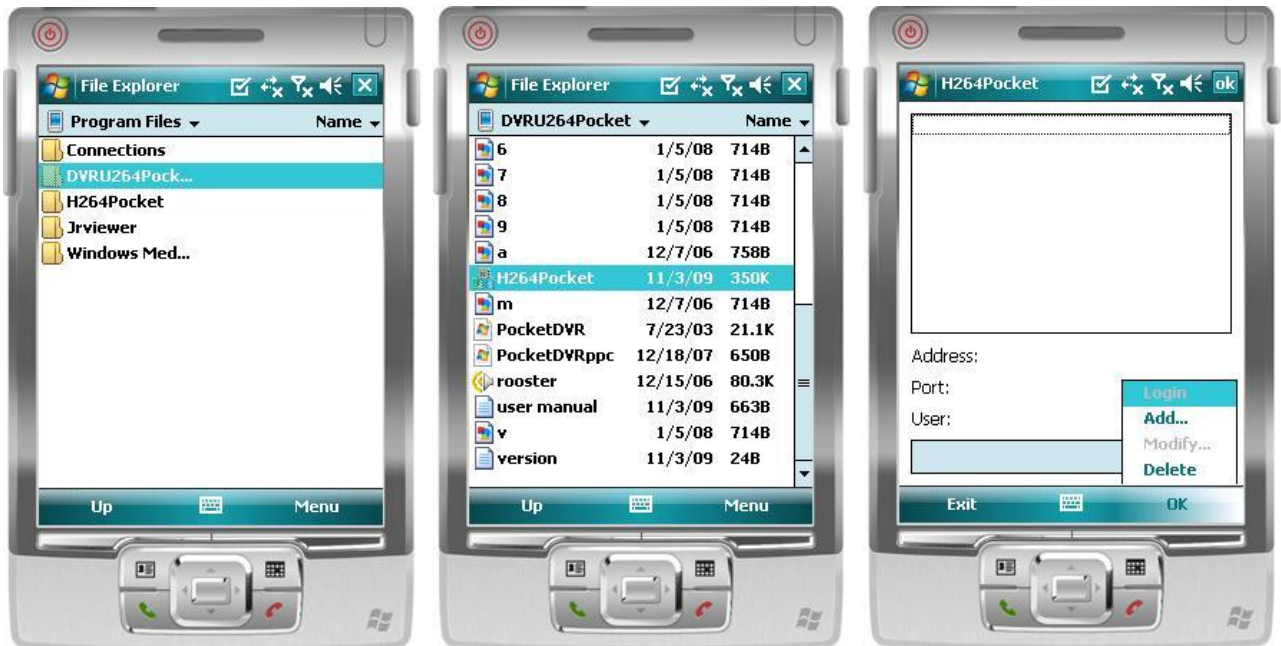 File Explorer
Program Files Name
Connections
DVRU264Pock...
H264Pocket
Jrviewer
Windows Med...
Up Menu
File Explorer
DVRU264Pocket Name
6 1/5/08 714B
7 1/5/08 714B
8 1/5/08 714B
9 1/5/08 714B
a 12/7/06 758B
H264Pocket 11/3/09 350K
m 12/7/06 714B
PocketDVR 7/23/03 21.1K
PocketDVRppc 12/18/07 650B
rooster 12/15/06 80.3K
user manual 11/3/09 663B
v 1/5/08 714B
version 11/3/09 24B
Up Menu
H264Pocket ok
Address:
Port:
User:
Login
Add...
Modify...
Delete
Exit OK